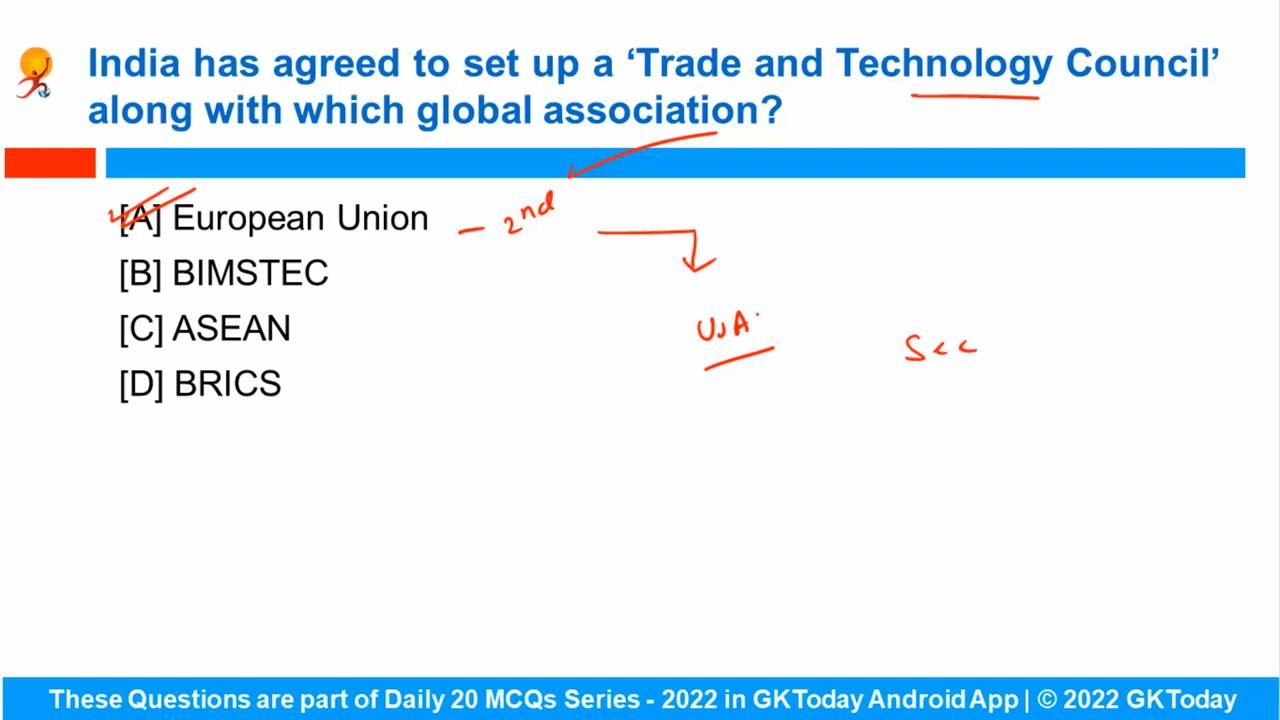 India has agreed to set up a ‘Trade and Technology Council’
along with which global association?
[A] European Union – 2nd
[B] BIMSTEC
[C] ASEAN
[D] BRICS
These Questions are part of Daily 20 MCQs Series - 2022 in GKToday Android App | © 2022 GKToday